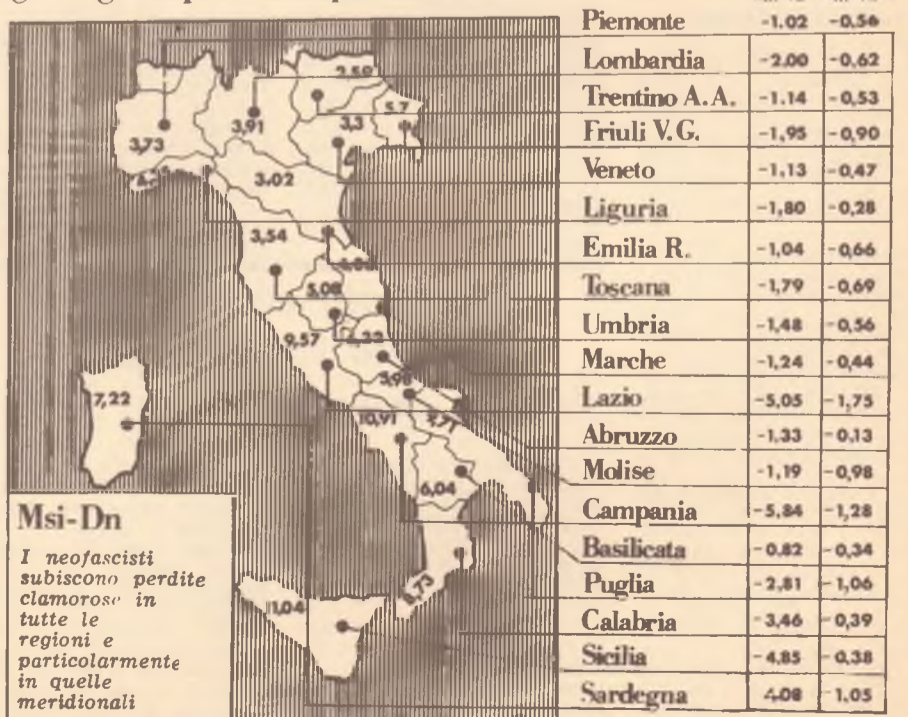 Piemonte -1.02 -0.56
Lombardia -2.00 -0,62
Trentino A.A. -1.14 -0,53
Friuli V.G. -1,95 -0,90
Veneto -1,13 -0,47
Liguria -1,80 -0,28
Emilia R. -1,04 -0,66
Toscana -1,79 -0,69
Umbria -1,48 -0,56
Marche -1,24 -0,44
Lazio -5,05 -1,75
Abruzzo -1,33 -0,13
Molise -1,19 -0,98
Campania -5,84 -1,28
Basilicata -0.82 -0,34
Puglia -2,81 -1,06
Calabria -3,46 -0,39
Sicilia -4,85 -0,38
Sardegna 4,08 -1.05
5,7
3,3
3,91
3,73
3.02
3,54
5,08
9,57
3,98
7,22
10,91
6,04
8,73
Msi-Dn
I neofascisti
subiscono perdite
clamorose in
tutte le
regioni e
particolarmente
in quelle
meridionali